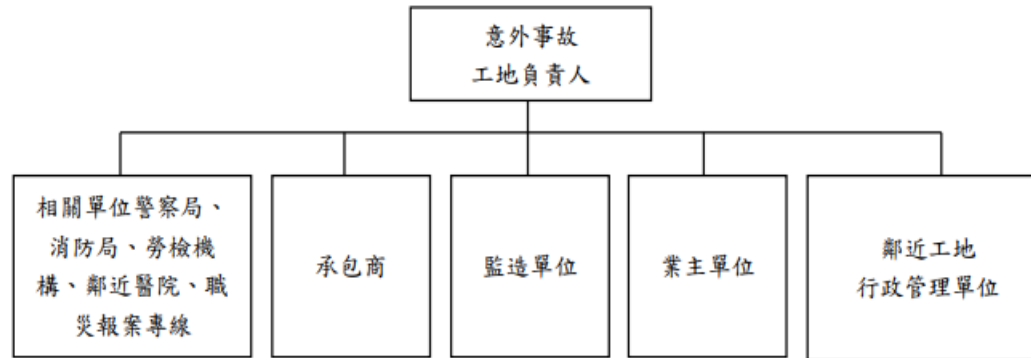 意外事故
工地負責人
相關單位警察局、
消防局、勞檢機
構、鄰近醫院、職
災報案專線
承包商
監造單位
業主單位
鄰近工地
行政管理單位